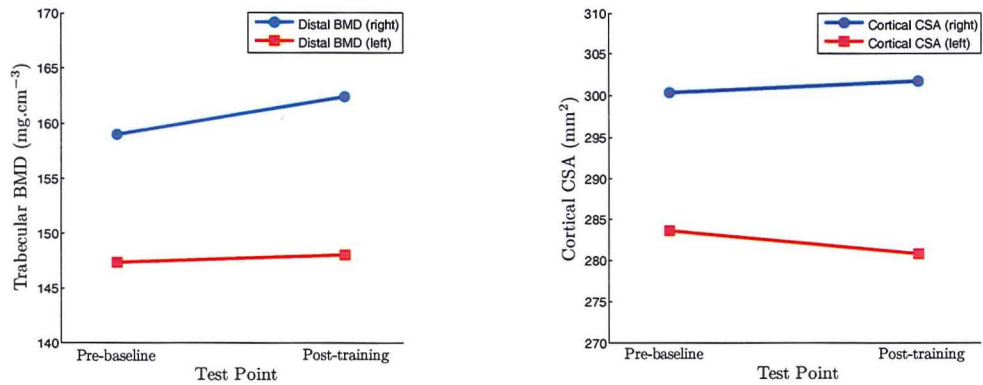 170
165
160
155
150
145
140
Trabecular BMD (mg.cm⁻³)
Distal BMD (right)
Distal BMD (left)
Pre-baseline
Post-training
Test Point
310
305
300
295
290
285
280
275
270
Cortical CSA (mm²)
Cortical CSA (right)
Cortical CSA (left)
Pre-baseline
Post-training
Test Point